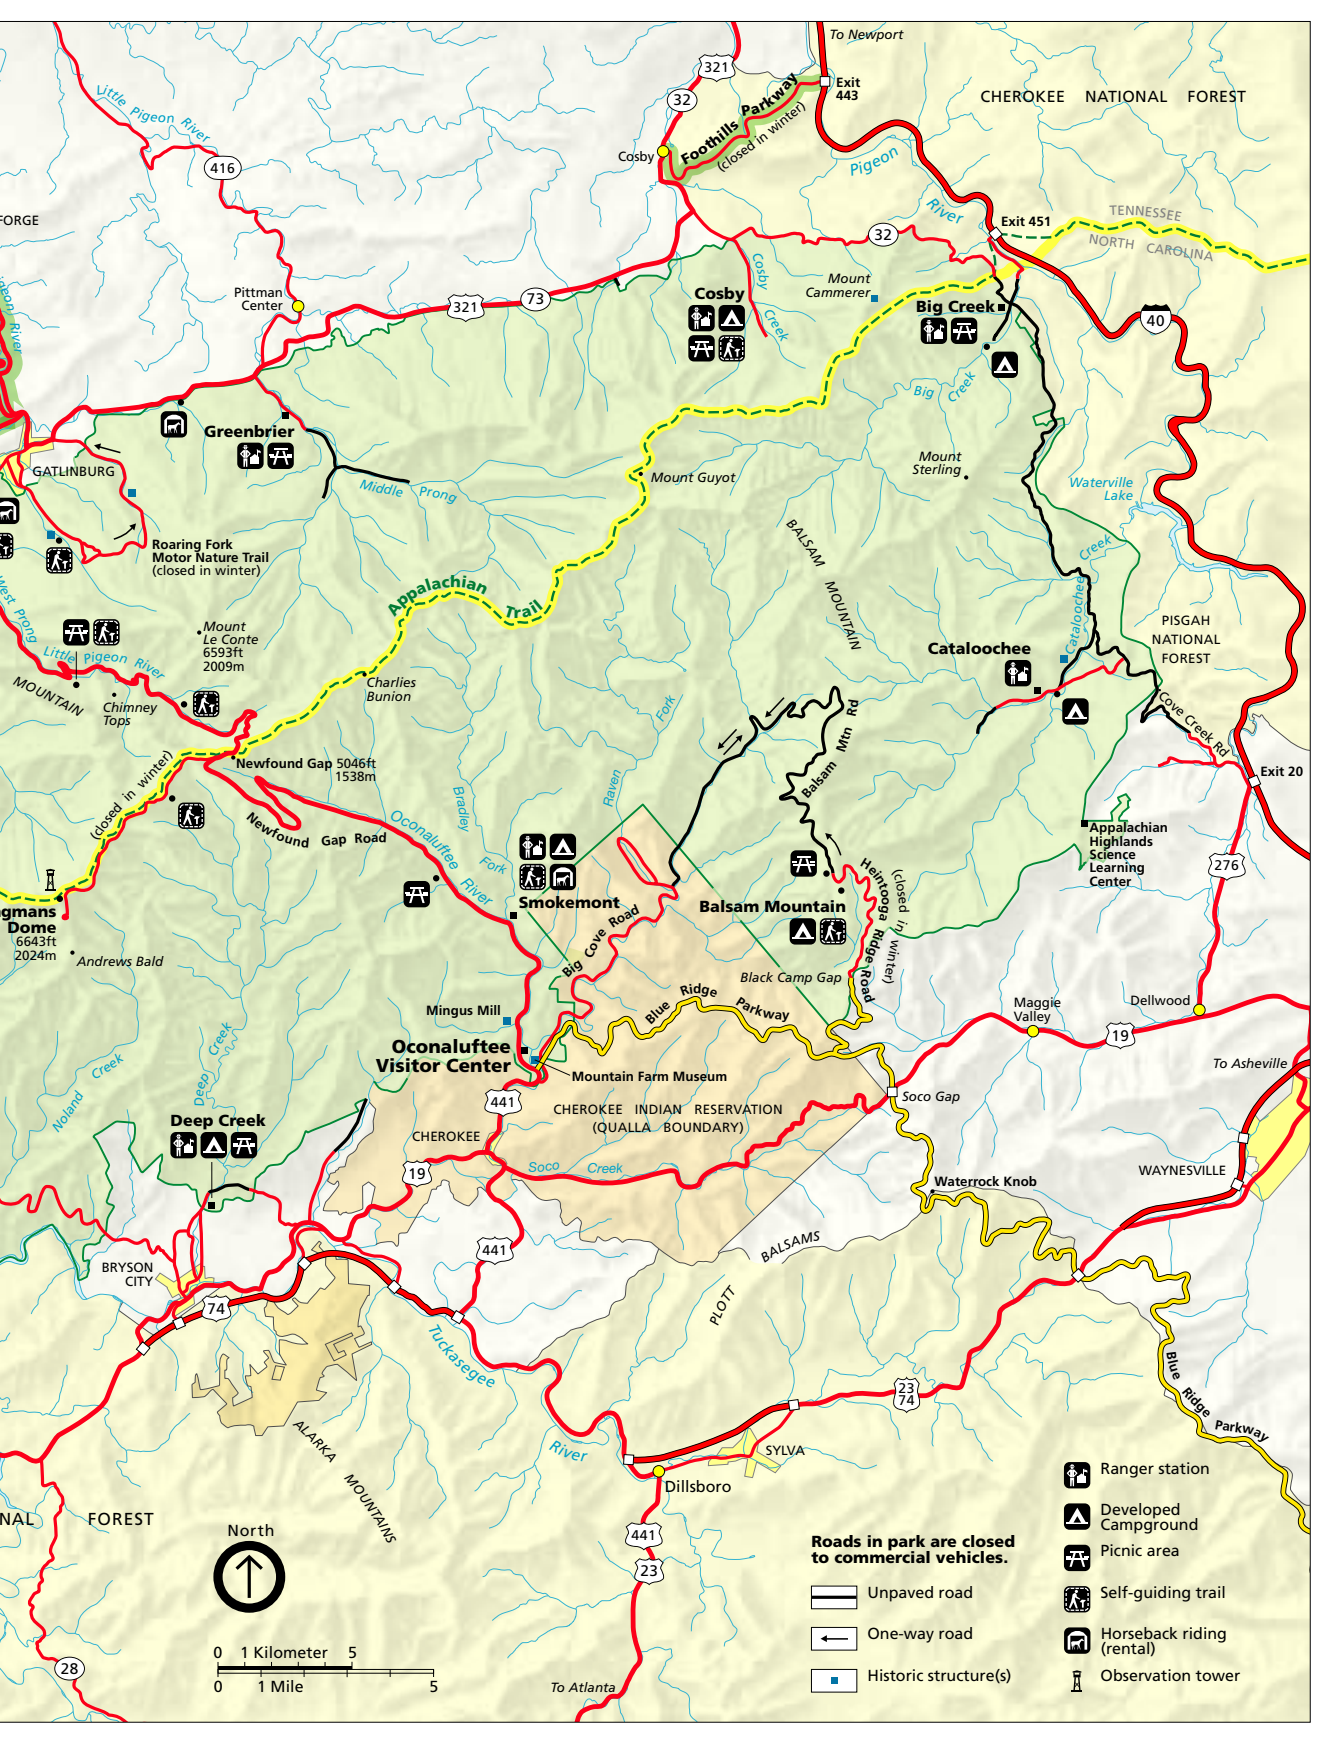 To Newport
321
32
Exit
443
CHEROKEE NATIONAL FOREST
Foothills Parkway
(closed in winter)
Little Pigeon River
Cosby
416
Pigeon
River
FORGE
Exit 451
TENNESSEE
NORTH CAROLINA
32
Cosby
Creek
Pittman
Center
321
73
Cosby
Mount
Cammerer
Big Creek
40
Big Creek
Greenbrier
GATLINBURG
Middle Prong
Mount Guyot
Mount
Sterling
Waterville
Lake
Roaring Fork
Motor Nature Trail
(closed in winter)
BALSAM MOUNTAIN
Creek
Cataloochee
Appalachian
Trail
West Prong
Little Pigeon River
Mount
Le Conte
6593ft
2009m
PISGAH
NATIONAL
FOREST
Cataloochee
MOUNTAIN
Chimney
Tops
Charlies
Bunion
Fork
Raven
Balsam Mtn Rd
Cove Creek Rd
Newfound Gap 5046ft
1538m
Exit 20
(closed in winter)
Newfound Gap Road
Oconaluftee
River
Bradley
Fork
Appalachian
Highlands
Science
Learning
Center
276
Smokemont
Balsam Mountain
Heintooga Ridge Road
(closed in winter)
gmans
Dome
6643ft
2024m
Andrews Bald
Big Cove Road
Black Camp Gap
Blue Ridge Parkway
Mingus Mill
Maggie
Valley
Dellwood
19
Oconaluftee
Visitor Center
Mountain Farm Museum
To Asheville
Noland Creek
Deep Creek
441
CHEROKEE INDIAN RESERVATION
(QUALLA BOUNDARY)
Soco Gap
Deep Creek
CHEROKEE
19
Soco Creek
WAYNESVILLE
Waterrock Knob
441
PLOTT BALSAMS
BRYSON
CITY
74
Tuckasegee
River
23
74
Blue Ridge Parkway
ALARKA MOUNTAINS
SYLVA
Dillsboro
NAL FOREST
North
441
23
28
To Atlanta
0 1 Kilometer 5
0 1 Mile 5
Roads in park are closed
to commercial vehicles.
Unpaved road
One-way road
Historic structure(s)
Ranger station
Developed
Campground
Picnic area
Self-guiding trail
Horseback riding
(rental)
Observation tower